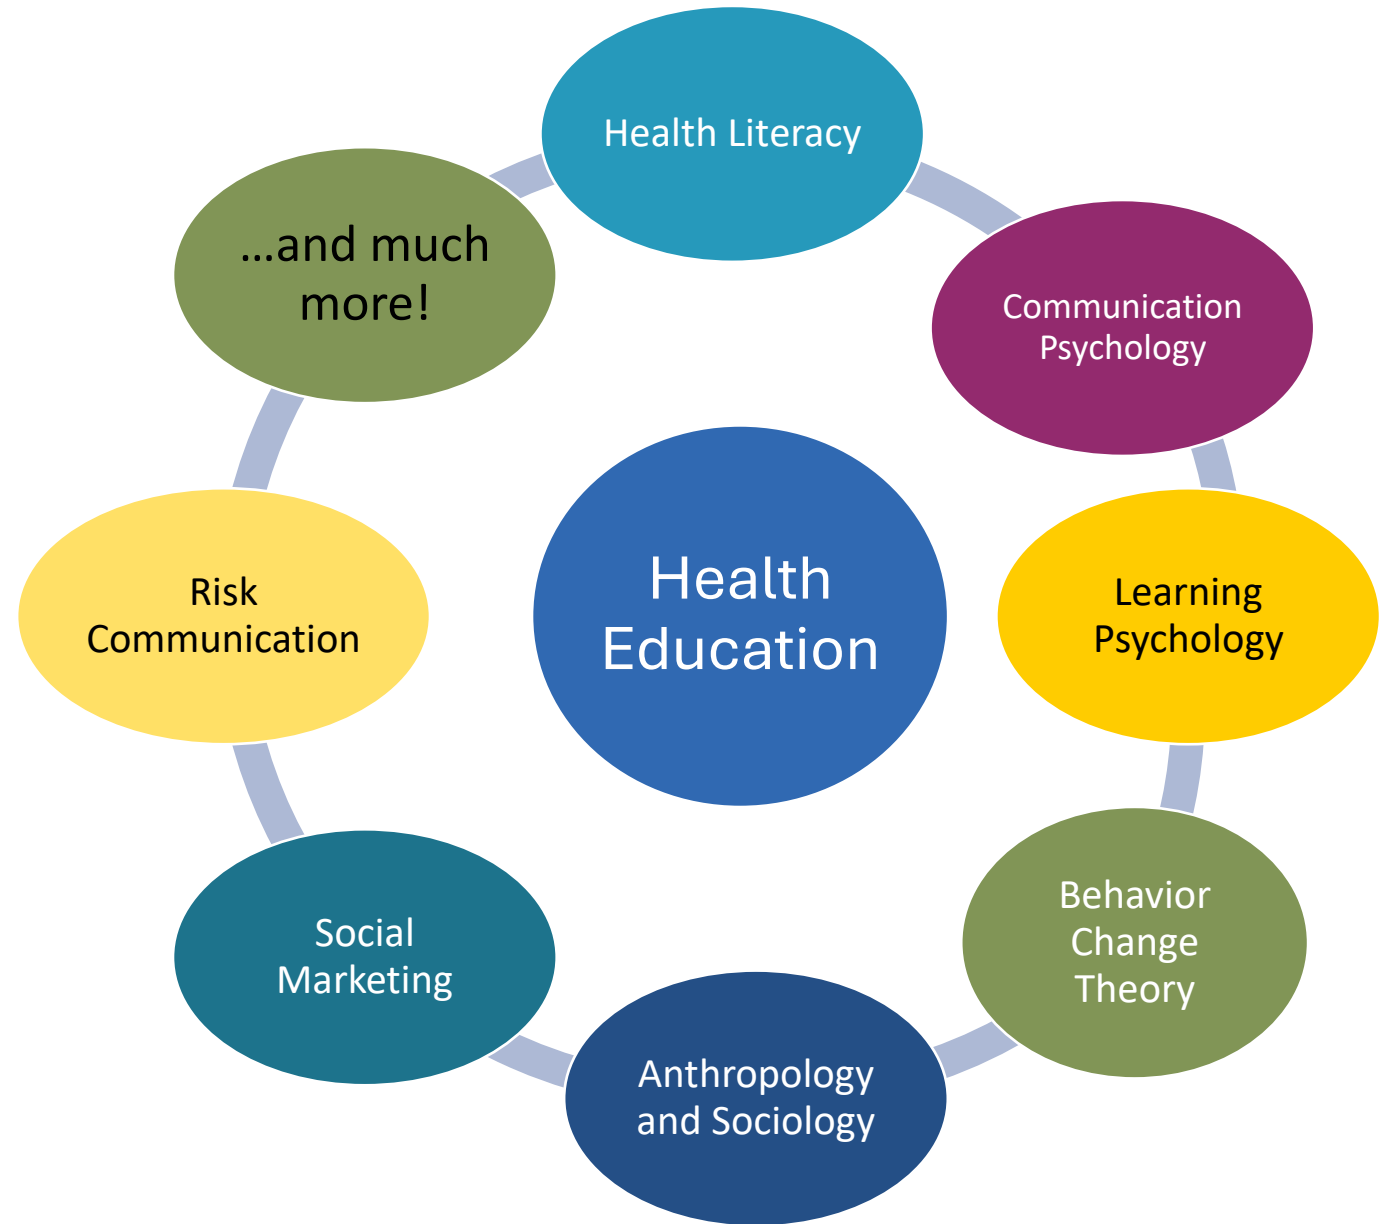 Health Literacy
Communication
Psychology
Learning
Psychology
Behavior
Change
Theory
Anthropology
and Sociology
Social
Marketing
Risk
Communication
...and much
more!
Health
Education